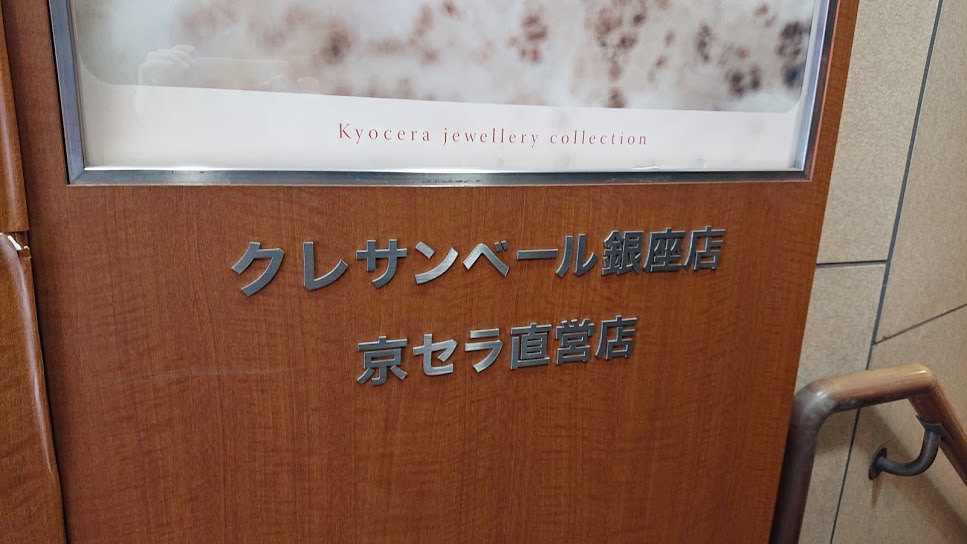 Kyocera jewellery collection
クレサンベール銀座店
京セラ直営店